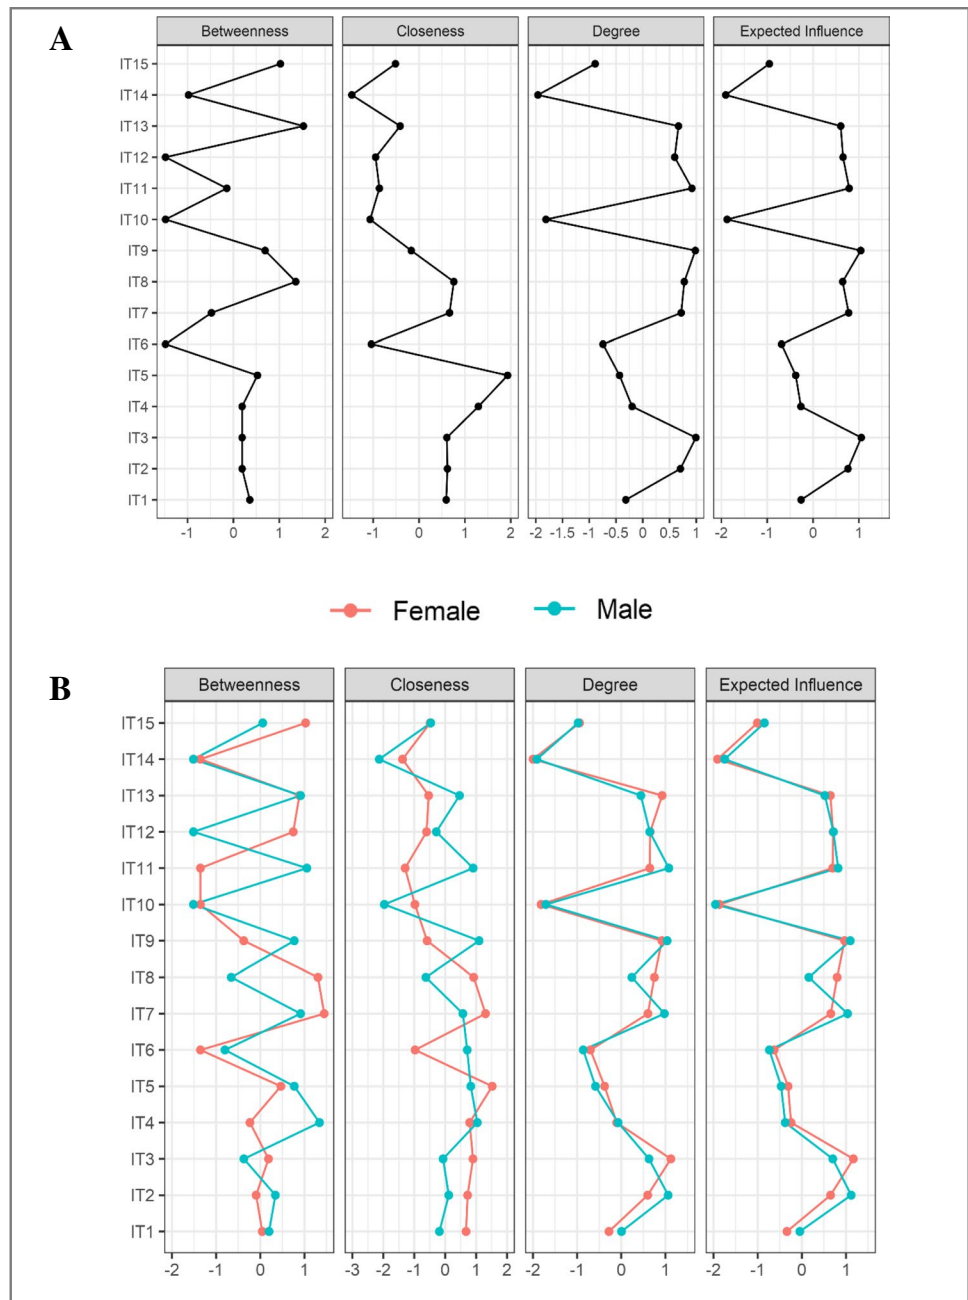 A
Betweenness Closeness Degree Expected Influence
IT15
IT14
IT13
IT12
IT11
IT10
IT9
IT8
IT7
IT6
IT5
IT4
IT3
IT2
IT1
-1 0 1 2 -1 0 1 2 -2 -1.5 -0.5 0 0.5 1 -2 -1 0 1
Female Male
B
Betweenness Closeness Degree Expected Influence
IT15
IT14
IT13
IT12
IT11
IT10
IT9
IT8
IT7
IT6
IT5
IT4
IT3
IT2
IT1
-2 -1 0 1 -3 -2 -1 0 1 2 -2 -1 0 1 -2 -1 0 1